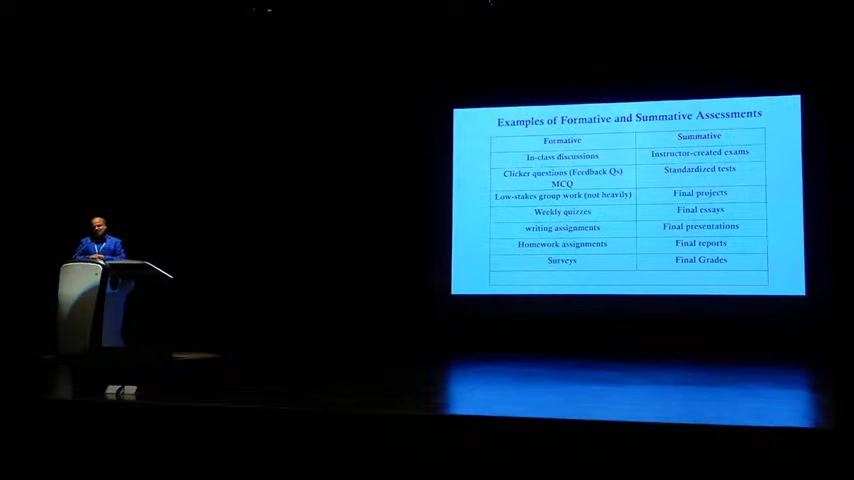 Examples of Formative and Summative Assessments
Formative Summative
In-class discussions Instructor-created exams
Clicker questions (Feedback Qs) Standardized tests
MCQ
Low-stakes group work (not heavily) Final projects
Weekly quizzes Final essays
writing assignments Final presentations
Homework assignments Final reports
Surveys Final Grades